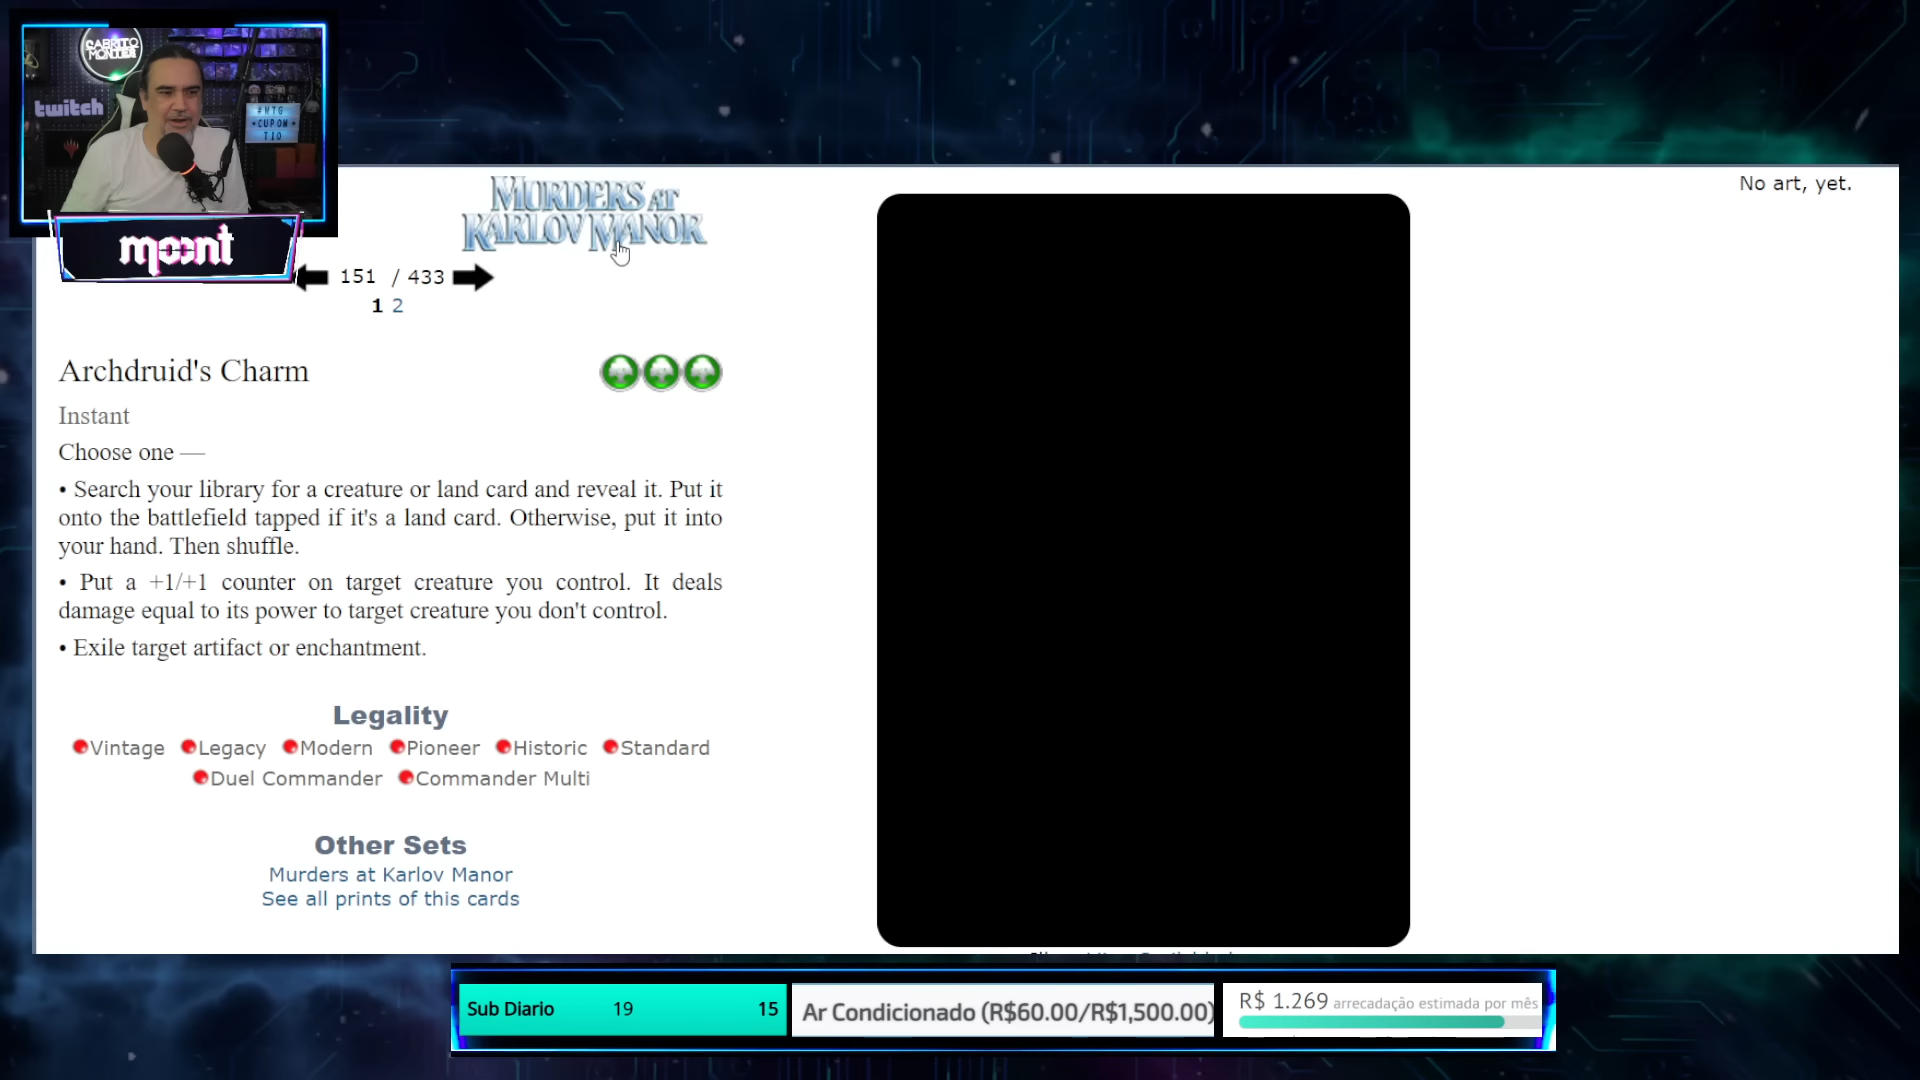 CABRITO
MONTES
twitch
#MTG
•CUPOM•
T10
moont
MURDERS AT
KARLOV MANOR
No art, yet.
151 / 433
1 2
Archdruid's Charm
Instant
Choose one —
• Search your library for a creature or land card and reveal it. Put it
onto the battlefield tapped if it's a land card. Otherwise, put it into
your hand. Then shuffle.
• Put a +1/+1 counter on target creature you control. It deals
damage equal to its power to target creature you don't control.
• Exile target artifact or enchantment.
Legality
Vintage Legacy Modern Pioneer Historic Standard
Duel Commander Commander Multi
Other Sets
Murders at Karlov Manor
See all prints of this cards
Sub Diario 19 15
Ar Condicionado (R$60.00/R$1,500.00)
R$ 1.269 arrecadação estimada por mês